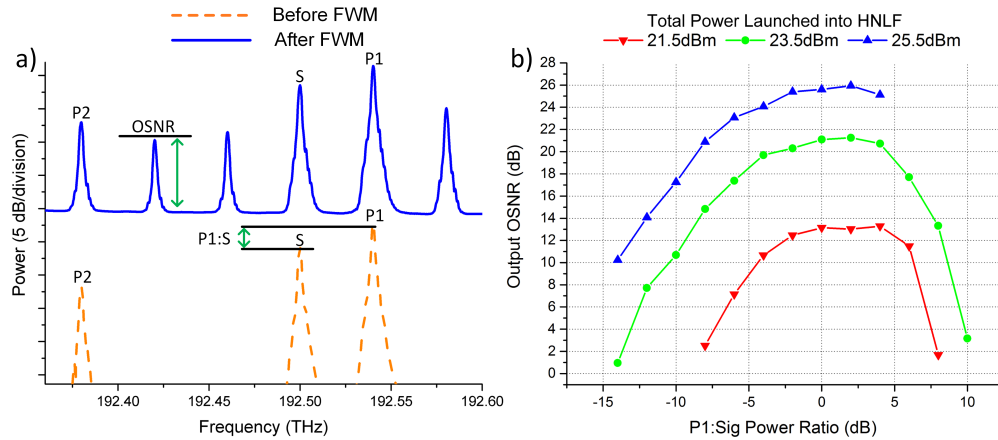 Before FWM
After FWM
a)
P2
OSNR
S
P1
P1:S
S
P1
P2
Power (5 dB/division)
192.40
192.45
192.50
192.55
192.60
Frequency (THz)
Total Power Launched into HNLF
21.5dBm
23.5dBm
25.5dBm
b)
28
26
24
22
20
18
16
14
12
10
8
6
4
2
0
Output OSNR (dB)
-15
-10
-5
0
5
10
P1:Sig Power Ratio (dB)